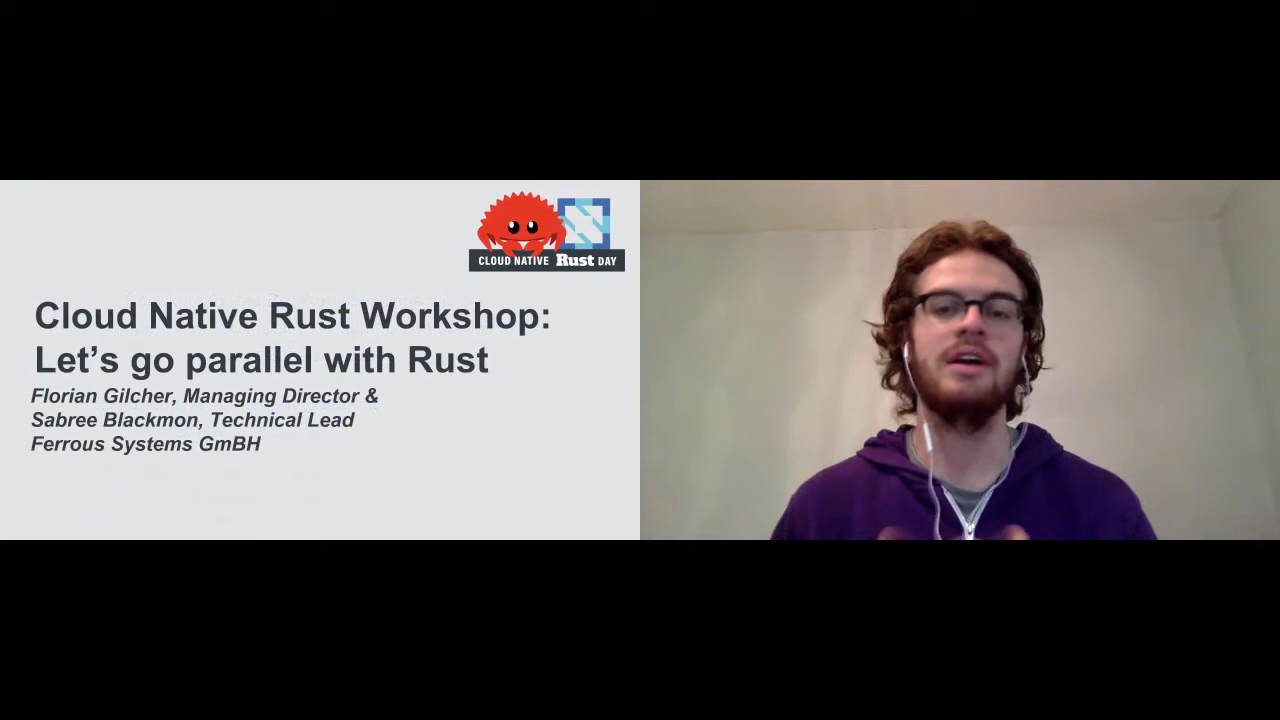 CLOUD NATIVE Rust DAY
Cloud Native Rust Workshop:
Let’s go parallel with Rust
Florian Gilcher, Managing Director &
Sabree Blackmon, Technical Lead
Ferrous Systems GmBH